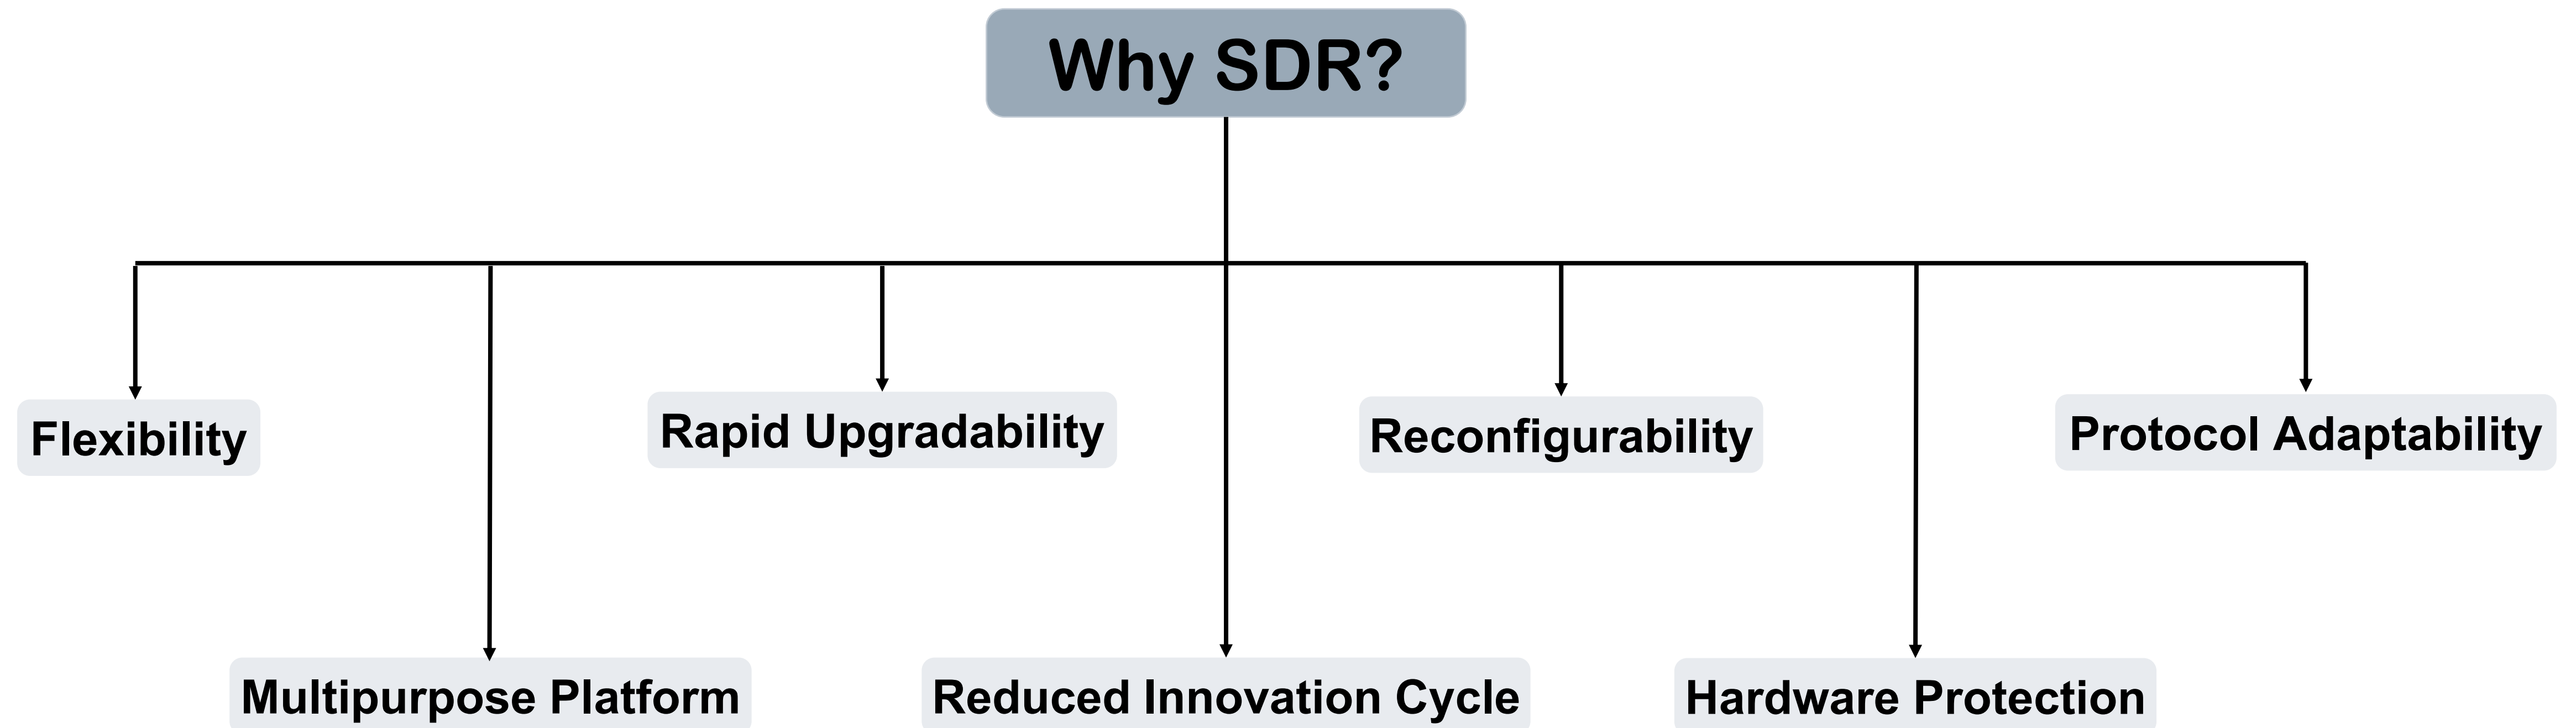 Why SDR?
Flexibility
Rapid Upgradability
Reconfigurability
Protocol Adaptability
Multipurpose Platform
Reduced Innovation Cycle
Hardware Protection